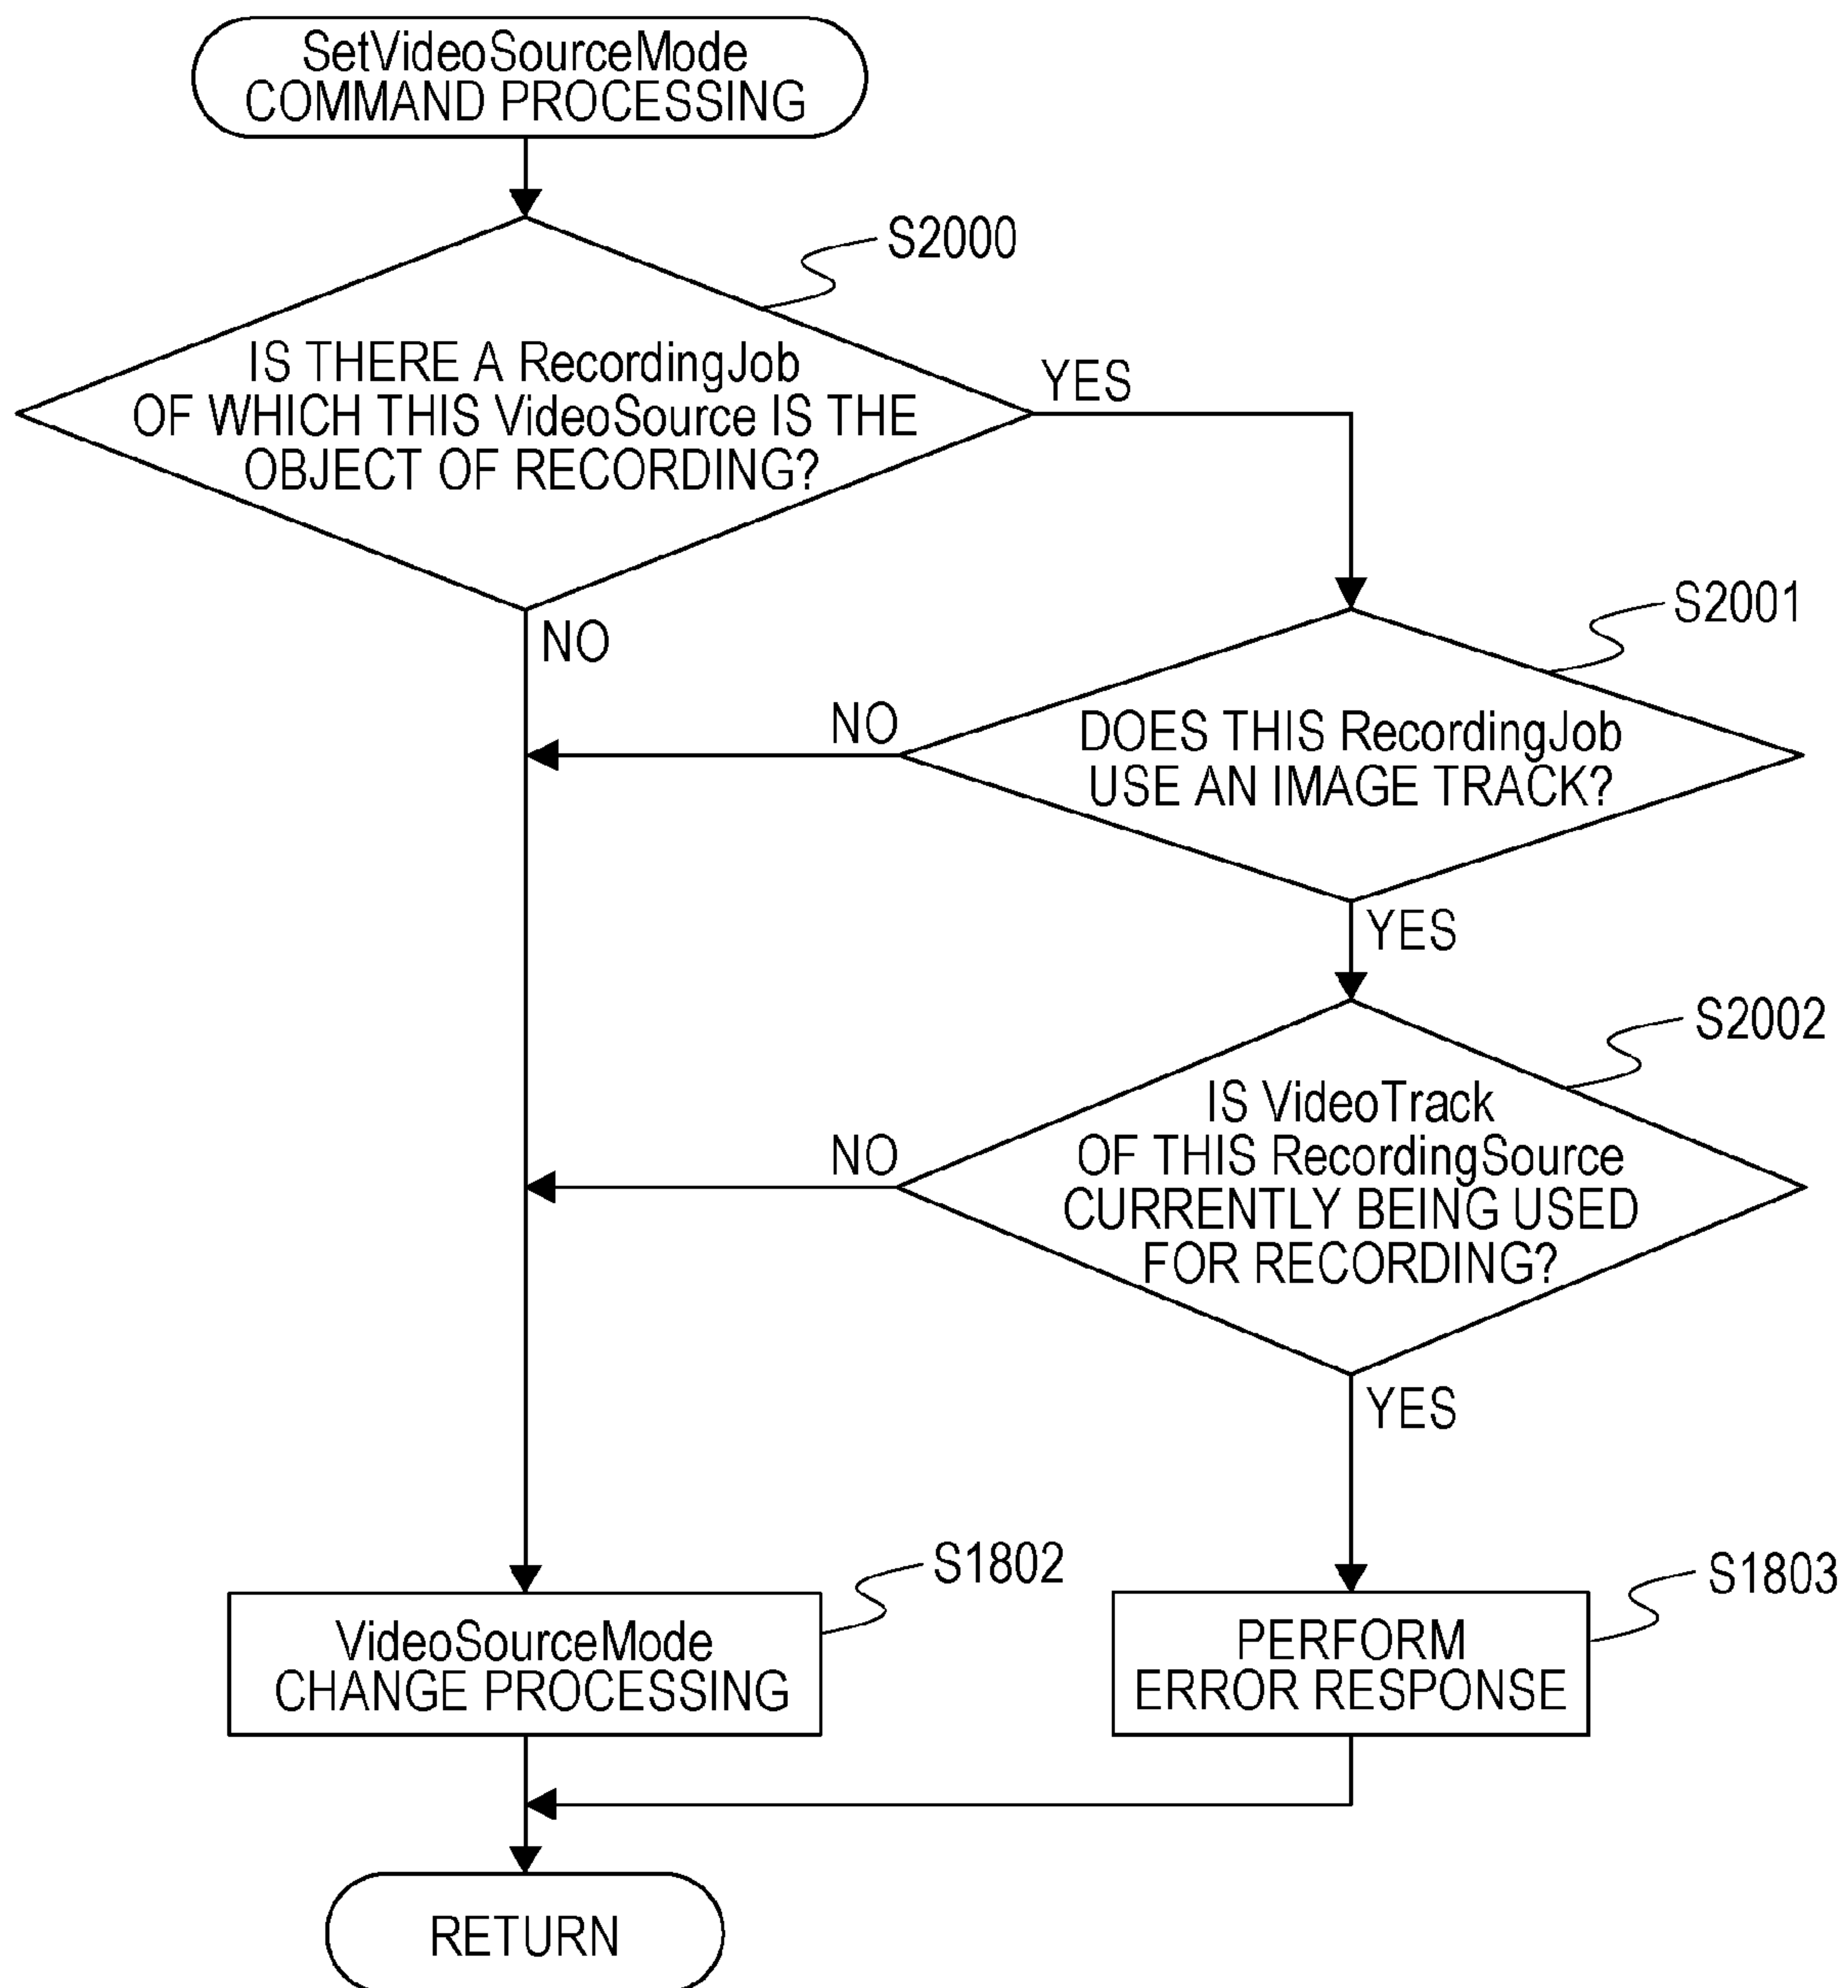 SetVideoSourceMode
COMMAND PROCESSING
S2000
IS THERE A RecordingJob
OF WHICH THIS VideoSource IS THE
OBJECT OF RECORDING?
YES
NO
S2001
DOES THIS RecordingJob
USE AN IMAGE TRACK?
NO
YES
S2002
IS VideoTrack
OF THIS RecordingSource
CURRENTLY BEING USED
FOR RECORDING?
NO
YES
S1802
VideoSourceMode
CHANGE PROCESSING
S1803
PERFORM
ERROR RESPONSE
RETURN